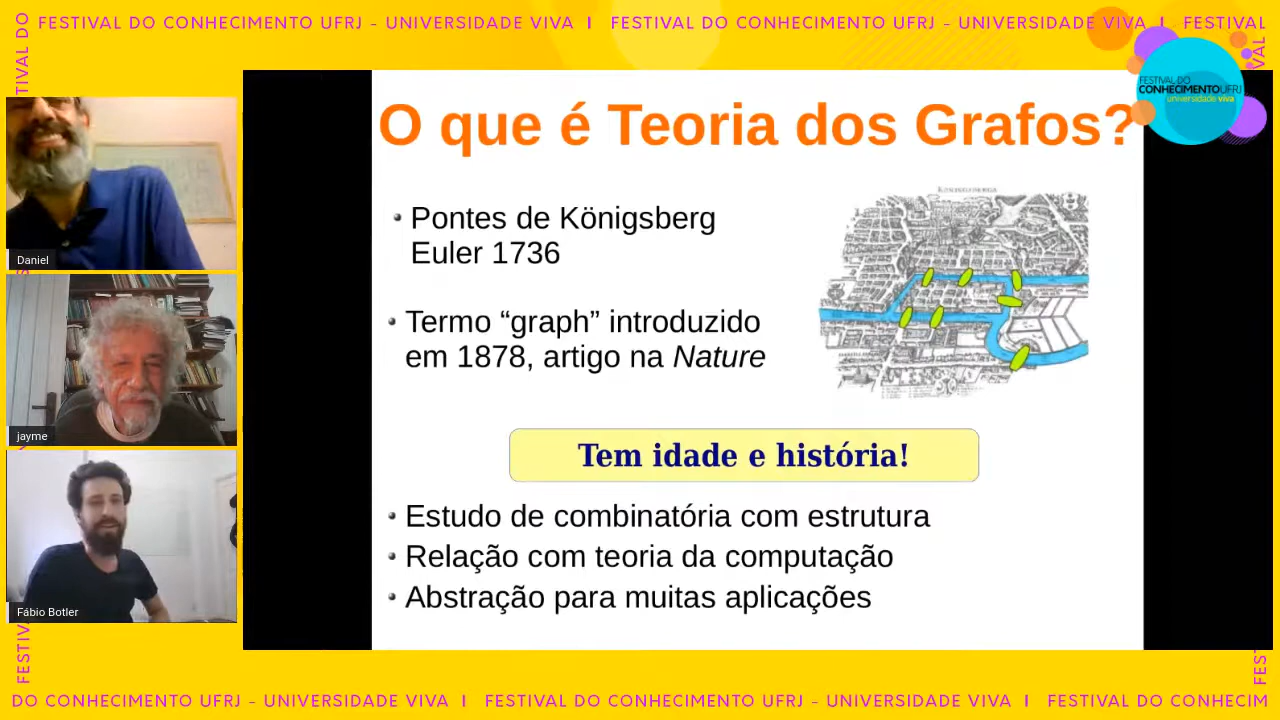 FESTIVAL DO CONHECIMENTO UFRJ - UNIVERSIDADE VIVA I FESTIVAL DO CONHECIMENTO UFRJ - UNIVERSIDADE VIVA I FESTIVAL
FESTIVAL DO
CONHECIMENTOUFRJ
universidade viva
O que é Teoria dos Grafos?
Pontes de Königsberg
Euler 1736
Termo “graph” introduzido
em 1878, artigo na Nature
Tem idade e história!
Estudo de combinatória com estrutura
Relação com teoria da computação
Abstração para muitas aplicações
Daniel
jayme
Fábio Botler
DO CONHECIMENTO UFRJ - UNIVERSIDADE VIVA I FESTIVAL DO CONHECIMENTO UFRJ - UNIVERSIDADE VIVA I FESTIVAL DO CONHECIM